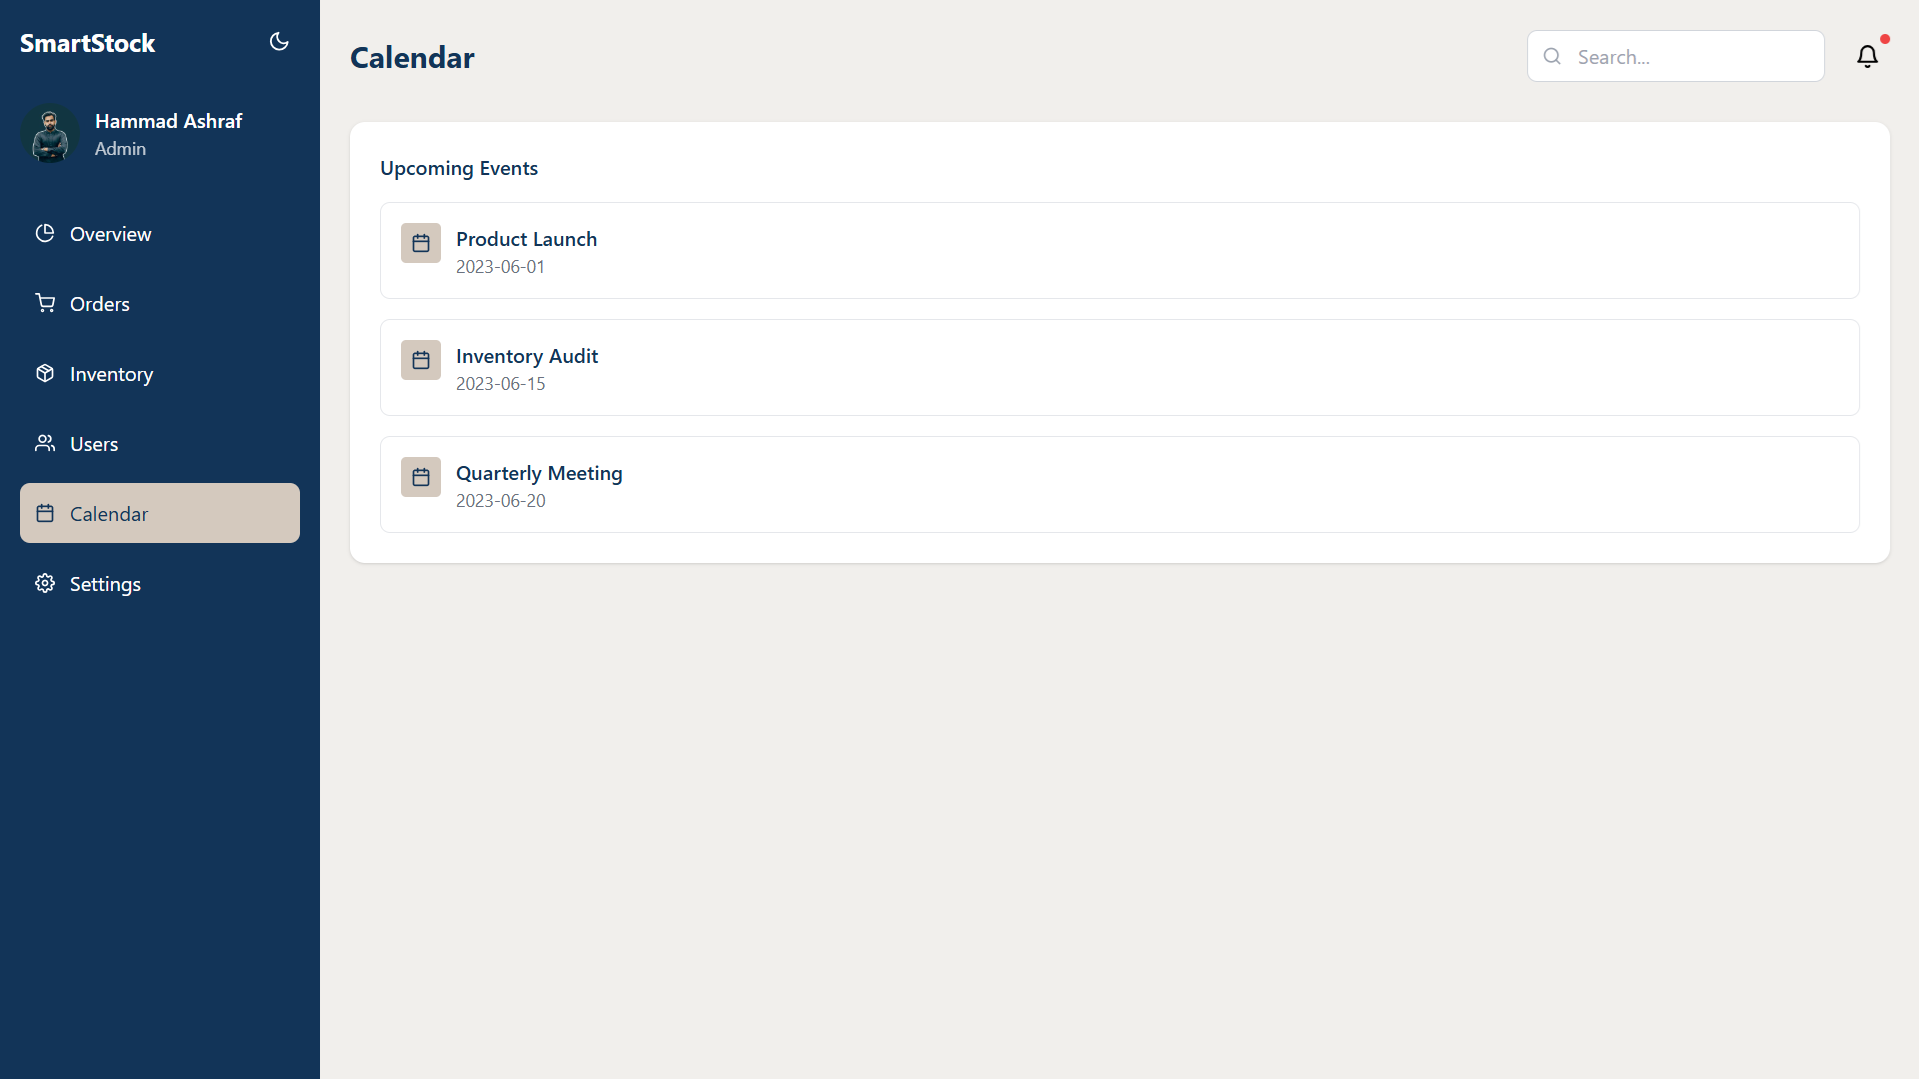 SmartStock
Hammad Ashraf
Admin
Overview
Orders
Inventory
Users
Calendar
Settings
Calendar
Search...
Upcoming Events
Product Launch
2023-06-01
Inventory Audit
2023-06-15
Quarterly Meeting
2023-06-20